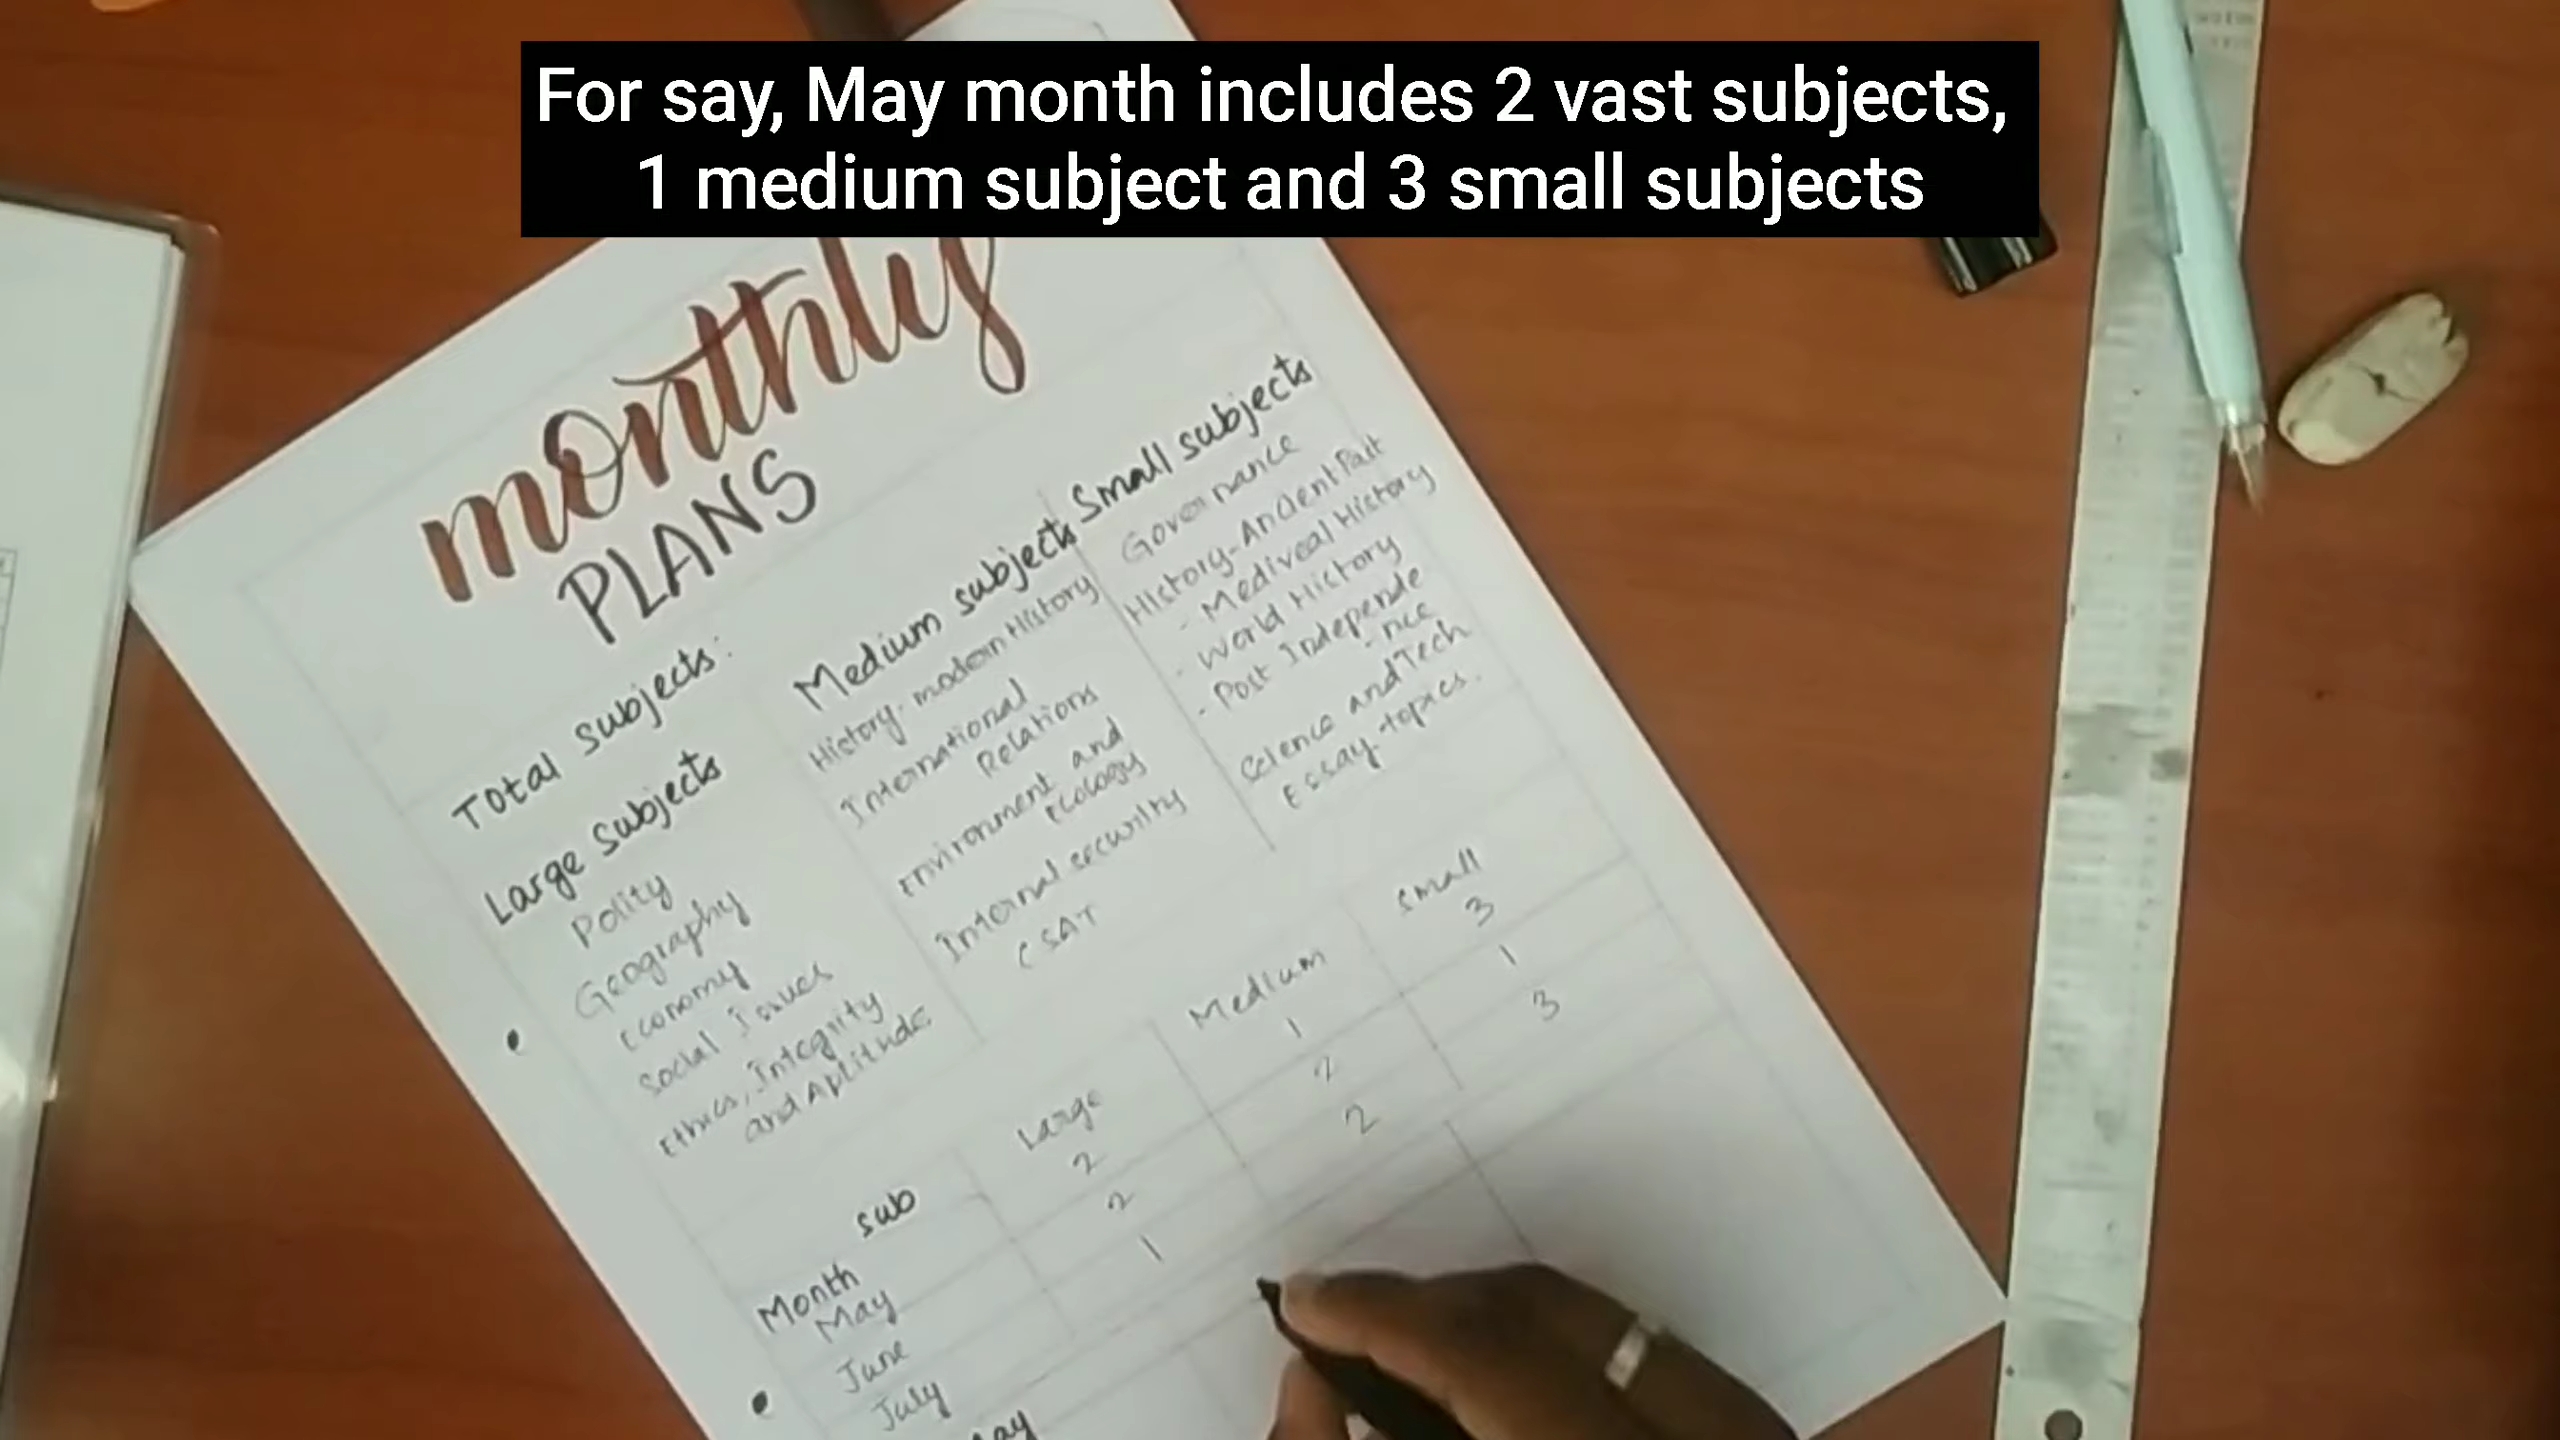 For say, May month includes 2 vast subjects,
1 medium subject and 3 small subjects
monthly
PLANS
Total subjects:
Large subjects
Polity
Geography
Economy
Social Issues
Ethics, Integrity
and Aptitude
Medium subjects
History- modern History
International
Relations
Environment and
Ecology
Internal security
CSAT
Small subjects
Governance
History- Ancient Part
- Mediveal History
- World History
- Post Independe
- nce
Science and Tech
Essay topics.
sub
Large
Medium
small
Month
May
2
1
3
June
2
2
1
July
1
2
3